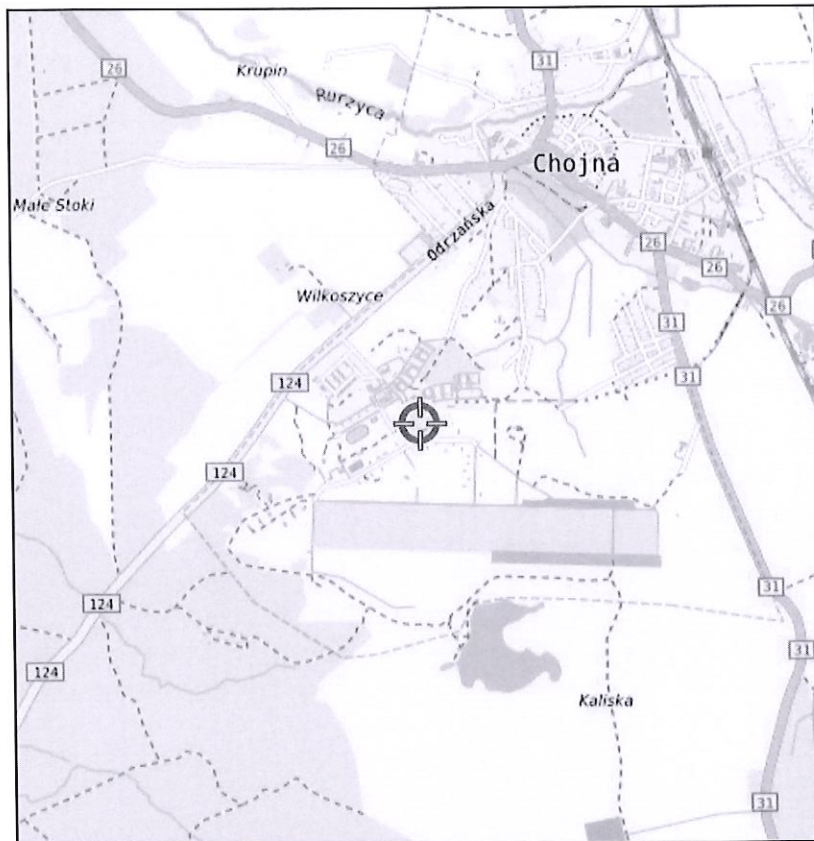 26
31
Krupin
Rurzyca
26
Chojna
Małe Stoki
Odrzańska
26
26
Wilkoszyce
26
31
124
31
124
31
124
31
124
Kaliska
31